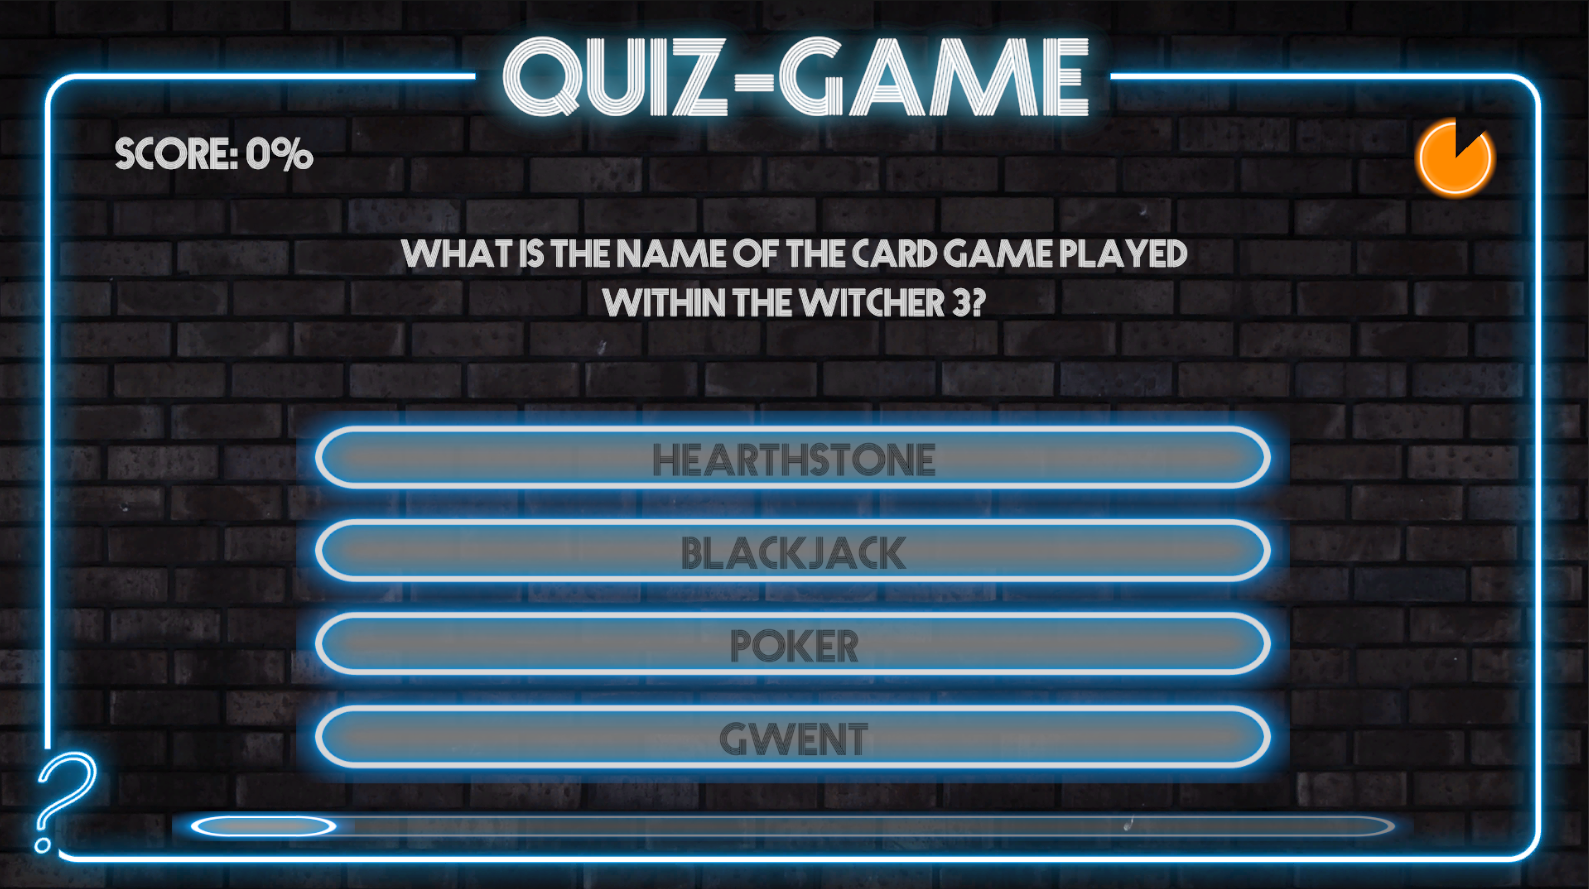 QUIZ-GAME
SCORE: 0%
WHAT IS THE NAME OF THE CARD GAME PLAYED
WITHIN THE WITCHER 3?
HEARTHSTONE
BLACKJACK
POKER
GWENT
?